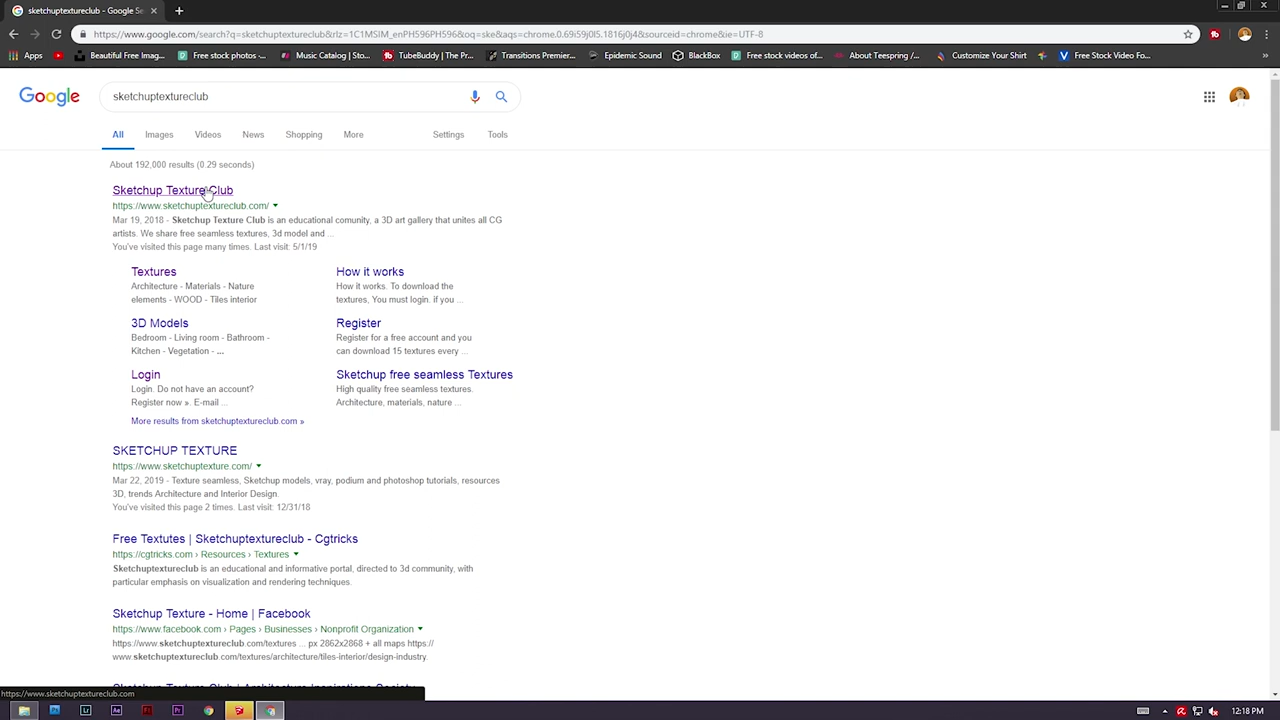 sketchuptextureclub
https://www.google.com/search?q=sketchuptextureclub&rlz=1C1MSIM_enPH596PH596&oq=ske&aqs=chrome.0.69i59j0l5.1816j0j4&sourceid=chrome&ie=UTF-8
Apps Beautiful Free Imag... Free stock photos -... Music Catalog | Sto... TubeBuddy | The Pr... Transitions Premier... Epidemic Sound BlackBox Free stock videos of... About Teespring /... Customize Your Shirt Free Stock Video Fo... »
Google sketchuptextureclub
All Images Videos News Shopping More Settings Tools
About 192,000 results (0.29 seconds)
Sketchup Texture Club
https://www.sketchuptextureclub.com/
Mar 19, 2018 - Sketchup Texture Club is an educational comunity, a 3D art gallery that unites all CG
artists. We share free seamless textures, 3d model and ...
You've visited this page many times. Last visit: 5/1/19
Textures
Architecture - Materials - Nature
elements - WOOD - Tiles interior
How it works
How it works. To download the
textures, You must login. if you ...
3D Models
Bedroom - Living room - Bathroom -
Kitchen - Vegetation - ...
Register
Register for a free account and you
can download 15 textures every ...
Login
Login. Do not have an account?
Register now ». E-mail ...
Sketchup free seamless Textures
High quality free seamless textures.
Architecture, materials, nature ...
More results from sketchuptextureclub.com »
SKETCHUP TEXTURE
https://www.sketchuptexture.com/
Mar 22, 2019 - Texture seamless, Sketchup models, vray, podium and photoshop tutorials, resources
3D, trends Architecture and Interior Design.
You've visited this page 2 times. Last visit: 12/31/18
Free Textutes | Sketchuptextureclub - Cgtricks
https://cgtricks.com › Resources › Textures
Sketchuptextureclub is an educational and informative portal, directed to 3d community, with
particular emphasis on visualization and rendering techniques.
Sketchup Texture - Home | Facebook
https://www.facebook.com › Pages › Businesses › Nonprofit Organization
https://www.sketchuptextureclub.com/textures ... px 2862x2868 + all maps https://
www.sketchuptextureclub.com/textures/architecture/tiles-interior/design-industry
Sketchup Texture Club | Architecture Inspirations Society
https://www.sketchuptextureclub.com
Ps Lr Ae Pr 12:18 PM